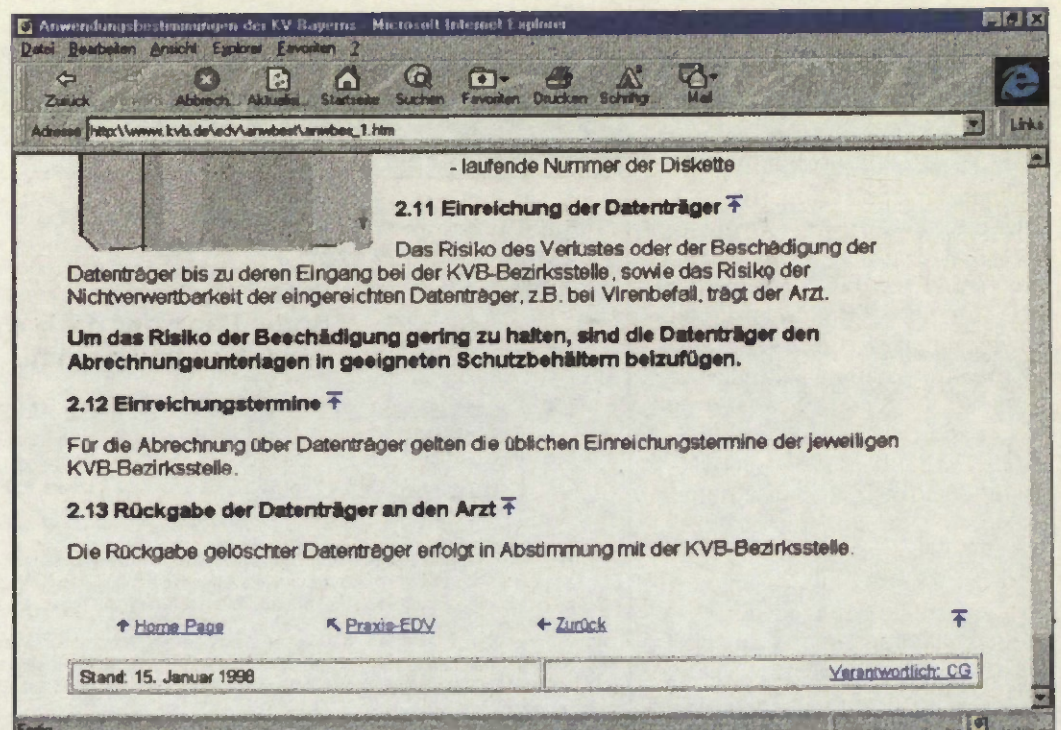 Anwendungsbestimmungen der KV Bayerns - Microsoft Internet Explorer
Datei Bearbeiten Ansicht Explorer Favoriten ?
Zurück Abbrech. Aktualisi. Startseite Suchen Favoriten Drucken Schriftgr. Mail
Adresse http:\\www.kvb.de\edv\anwbest\anwbes_1.htm Links
- laufende Nummer der Diskette
2.11 Einreichung der Datenträger
Das Risiko des Verlustes oder der Beschädigung der
Datenträger bis zu deren Eingang bei der KVB-Bezirksstelle, sowie das Risiko der
Nichtverwertbarkeit der eingereichten Datenträger, z.B. bei Virenbefall, trägt der Arzt.
Um das Risiko der Beschädigung gering zu halten, sind die Datenträger den
Abrechnungsunterlagen in geeigneten Schutzbehältern beizufügen.
2.12 Einreichungstermine
Für die Abrechnung über Datenträger gelten die üblichen Einreichungstermine der jeweiligen
KVB-Bezirksstelle.
2.13 Rückgabe der Datenträger an den Arzt
Die Rückgabe gelöschter Datenträger erfolgt in Abstimmung mit der KVB-Bezirksstelle.
Home Page Praxis-EDV Zurück
Stand: 15. Januar 1998 Verantwortlich: CG